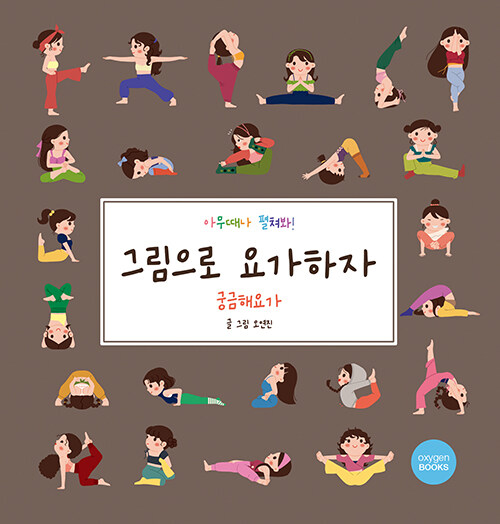 아무때나 펼쳐봐!
그림으로 요가하자
궁금해요가
글 그림 오연진
oxygen
BOOKS